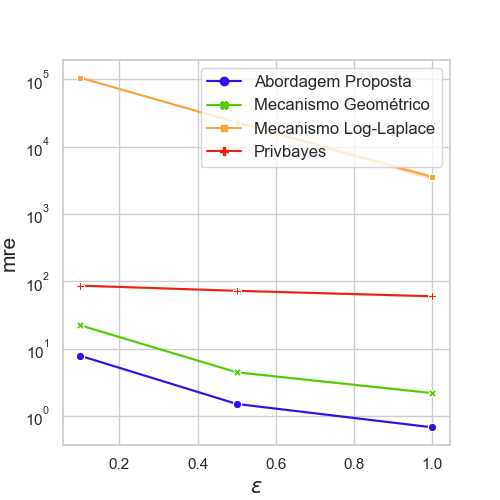 Abordagem Proposta
Mecanismo Geométrico
Mecanismo Log-Laplace
Privbayes
10^5
10^4
10^3
10^2
10^1
10^0
mre
0.2 0.4 0.6 0.8 1.0
ε